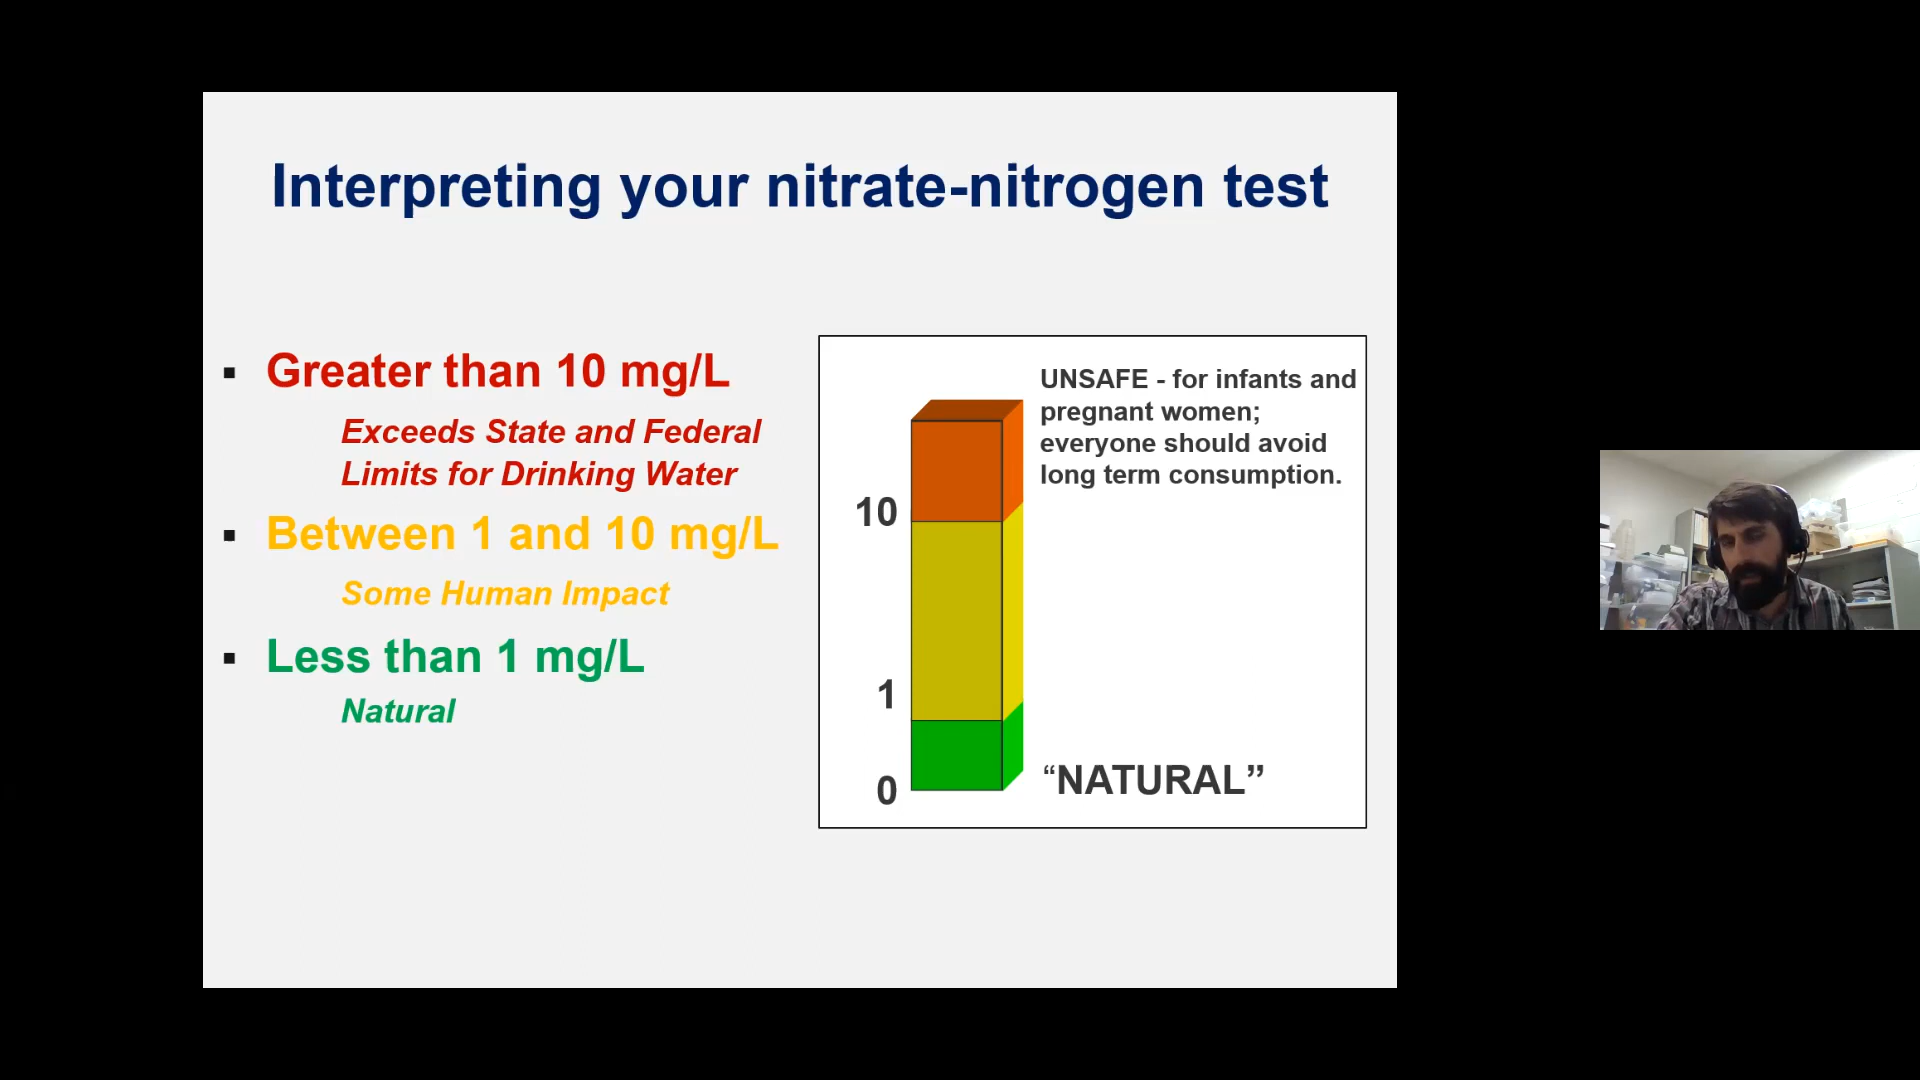 Interpreting your nitrate-nitrogen test
▪ Greater than 10 mg/L
Exceeds State and Federal
Limits for Drinking Water
▪ Between 1 and 10 mg/L
Some Human Impact
▪ Less than 1 mg/L
Natural
UNSAFE - for infants and
pregnant women;
everyone should avoid
long term consumption.
10
1
0
“NATURAL”